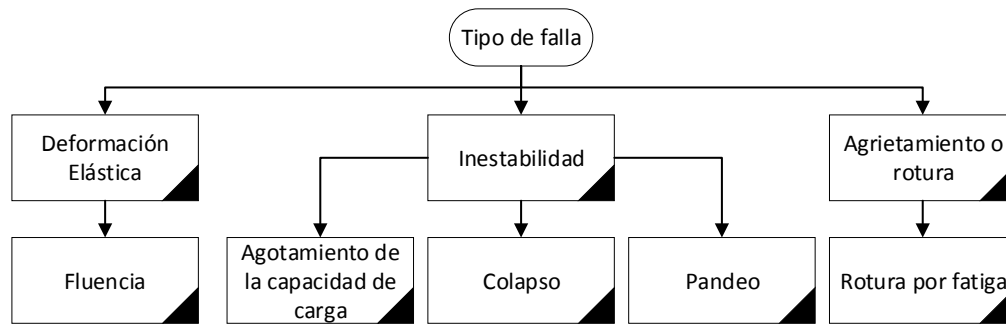 Tipo de falla
Deformación
Elástica
Inestabilidad
Agrietamiento o
rotura
Fluencia
Agotamiento de
la capacidad de
carga
Colapso
Pandeo
Rotura por fatiga